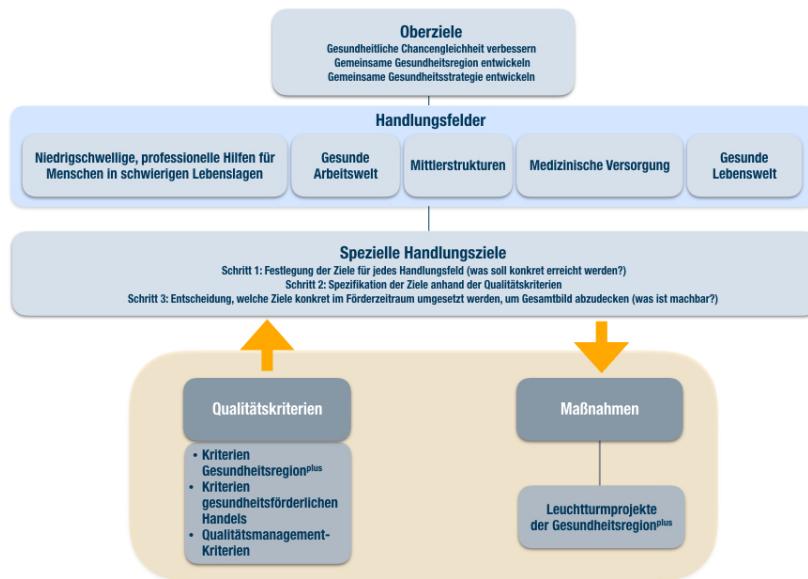 Oberziele
Gesundheitliche Chancengleichheit verbessern
Gemeinsame Gesundheitsregion entwickeln
Gemeinsame Gesundheitsstrategie entwickeln
Handlungsfelder
Niedrigschwellige, professionelle Hilfen für
Menschen in schwierigen Lebenslagen
Gesunde
Arbeitswelt
Mittlerstrukturen
Medizinische Versorgung
Gesunde
Lebenswelt
Spezielle Handlungsziele
Schritt 1: Festlegung der Ziele für jedes Handlungsfeld (was soll konkret erreicht werden?)
Schritt 2: Spezifikation der Ziele anhand der Qualitätskriterien
Schritt 3: Entscheidung, welche Ziele konkret im Förderzeitraum umgesetzt werden, um Gesamtbild abzudecken (was ist machbar?)
Qualitätskriterien
• Kriterien
Gesundheitsregionplus
• Kriterien
gesundheitsförderlichen
Handels
• Qualitätsmanagement-
Kriterien
Maßnahmen
Leuchtturmprojekte
der Gesundheitsregionplus